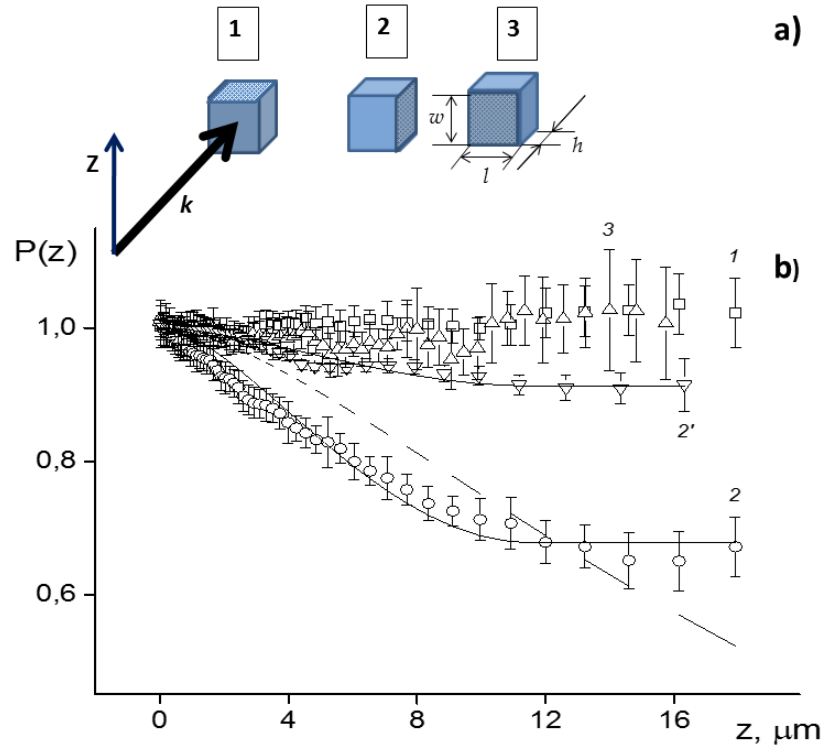 1 2 3 a)
w
h
l
Z
k
P(z)
b)
3 1
1,0
2'
0,8
2
0,6
0 4 8 12 16
z, μm